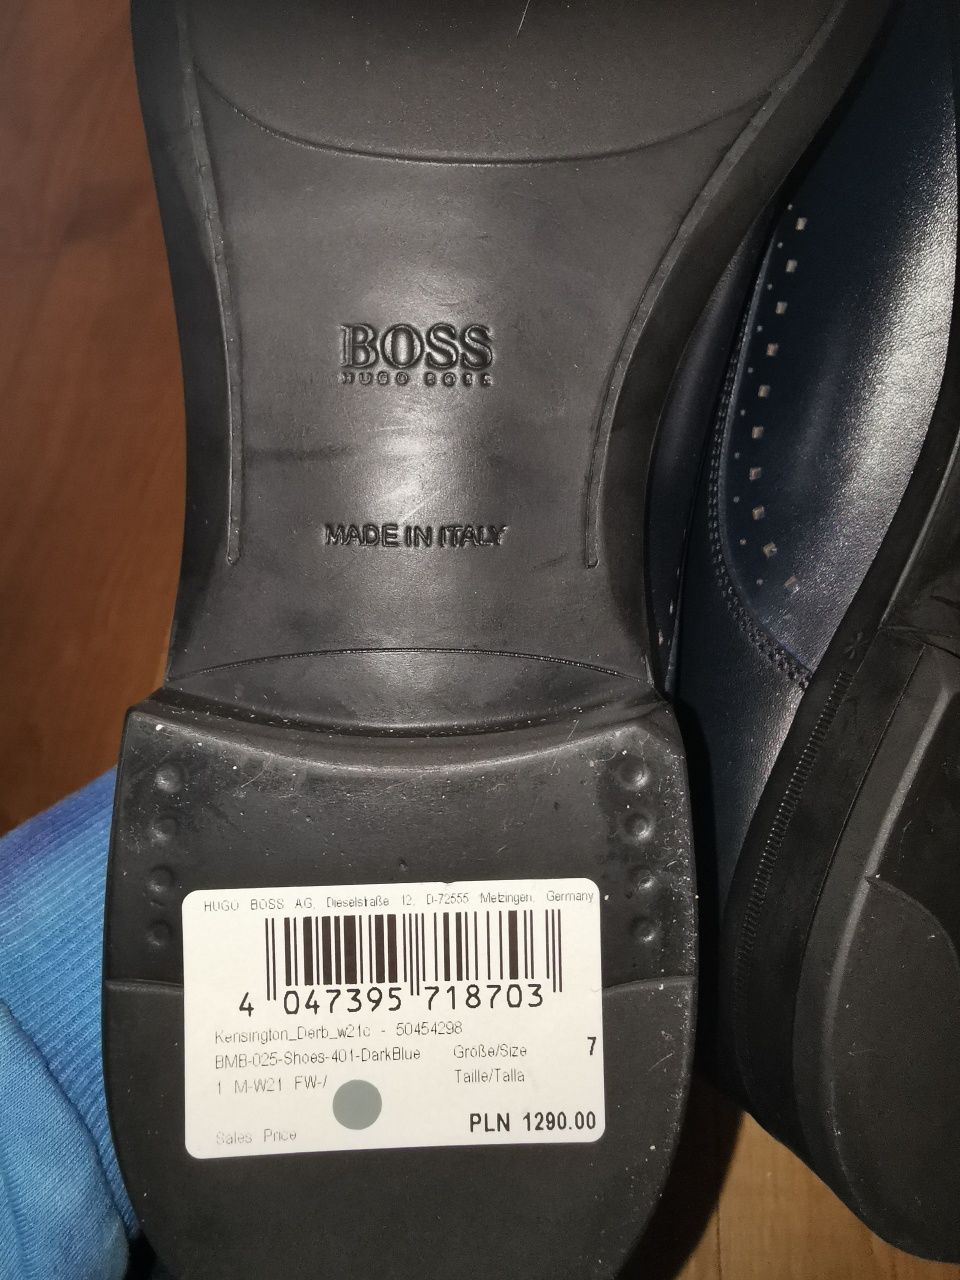 BOSS
HUGO BOSS
MADE IN ITALY
HUGO BOSS AG, Dieselstraße 12, D-72555 Metzingen, Germany
4 047395 718703
Kensington_Derb_w21c - 50454298
BMB-025-Shoes-401-DarkBlue Größe/Size 7
1 M-W21 FW-/ Taille/Talla
Sales Price PLN 1290.00